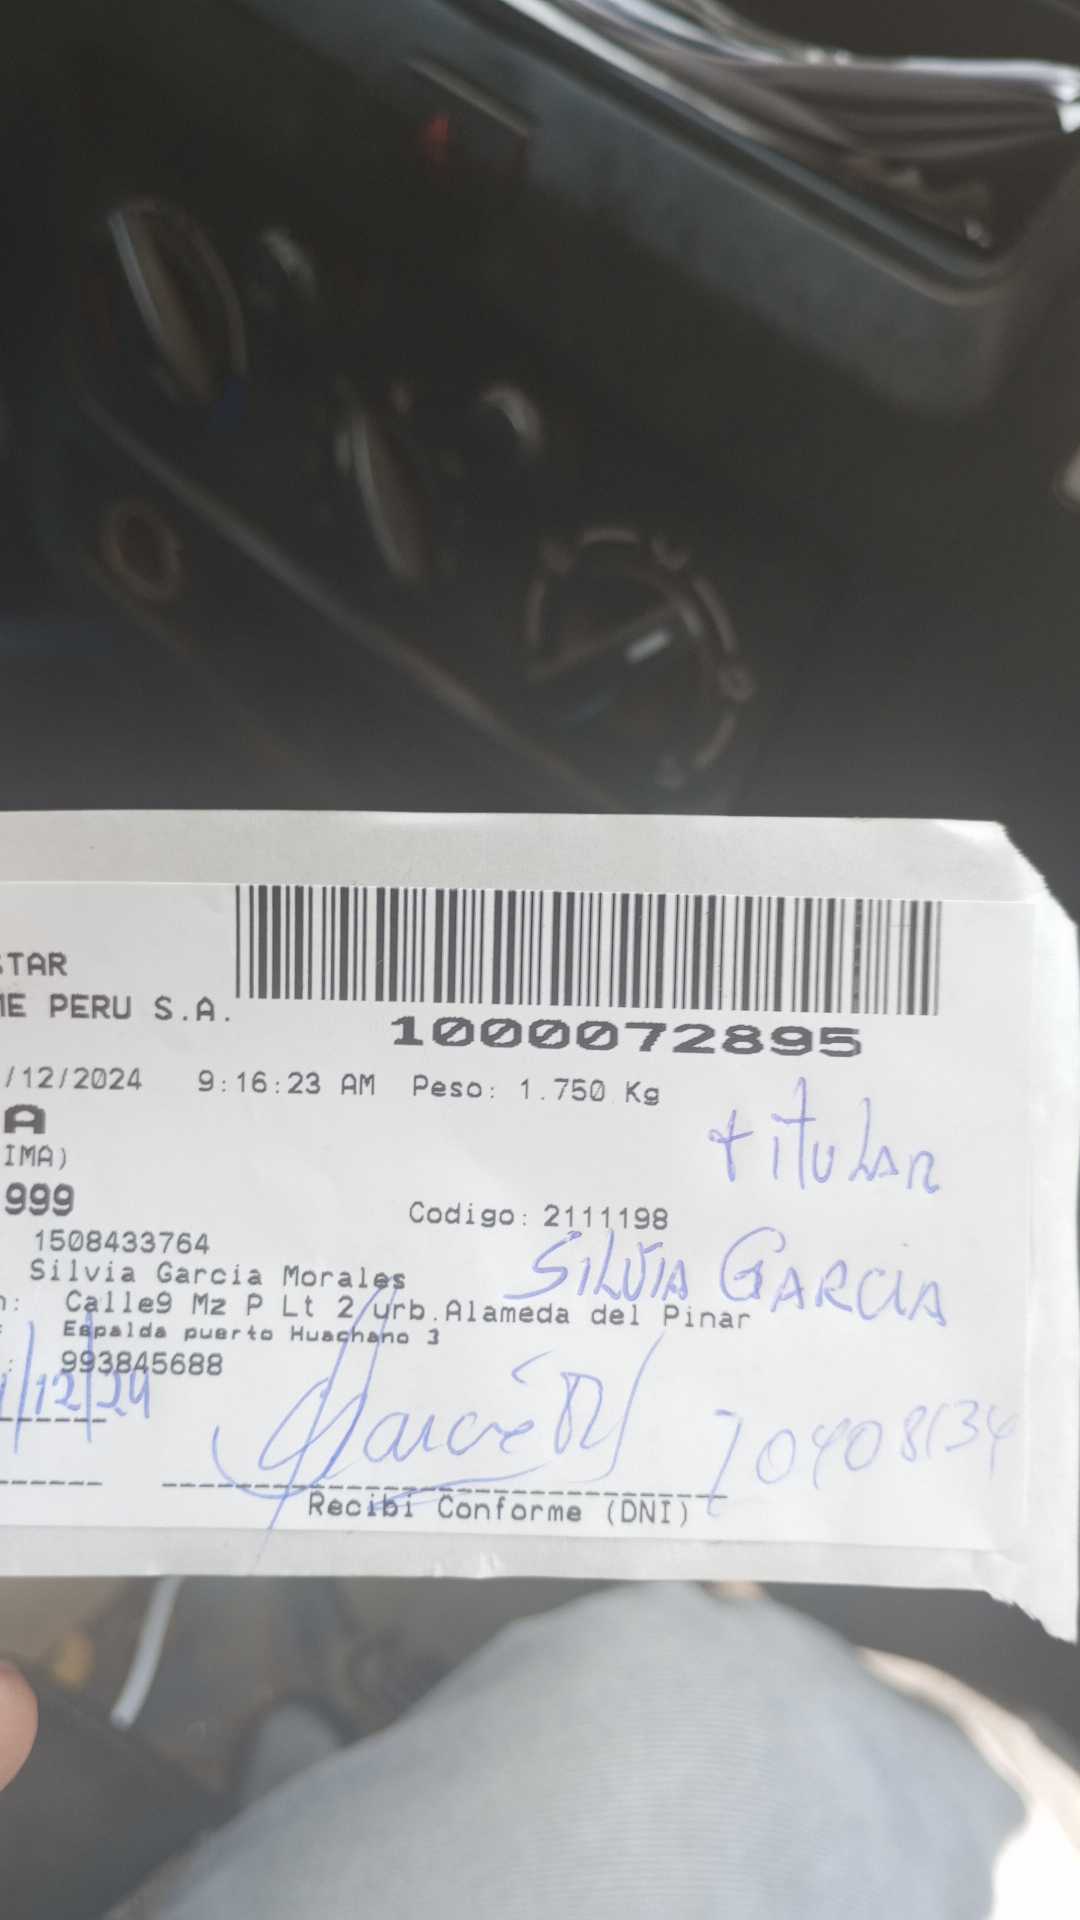 STAR
ME PERU S.A.
1000072895
/12/2024 9:16:23 AM Peso: 1.750 Kg
A
titular
IMA)
999
Codigo: 2111198
1508433764
Silvia Garcia Morales
SILVIA GARCIA
n: Calle9 Mz P Lt 2 urb.Alameda del Pinar
: Espalda puerto Huachano 3
: 993845688
/12/24
70408134
Recibi Conforme (DNI)